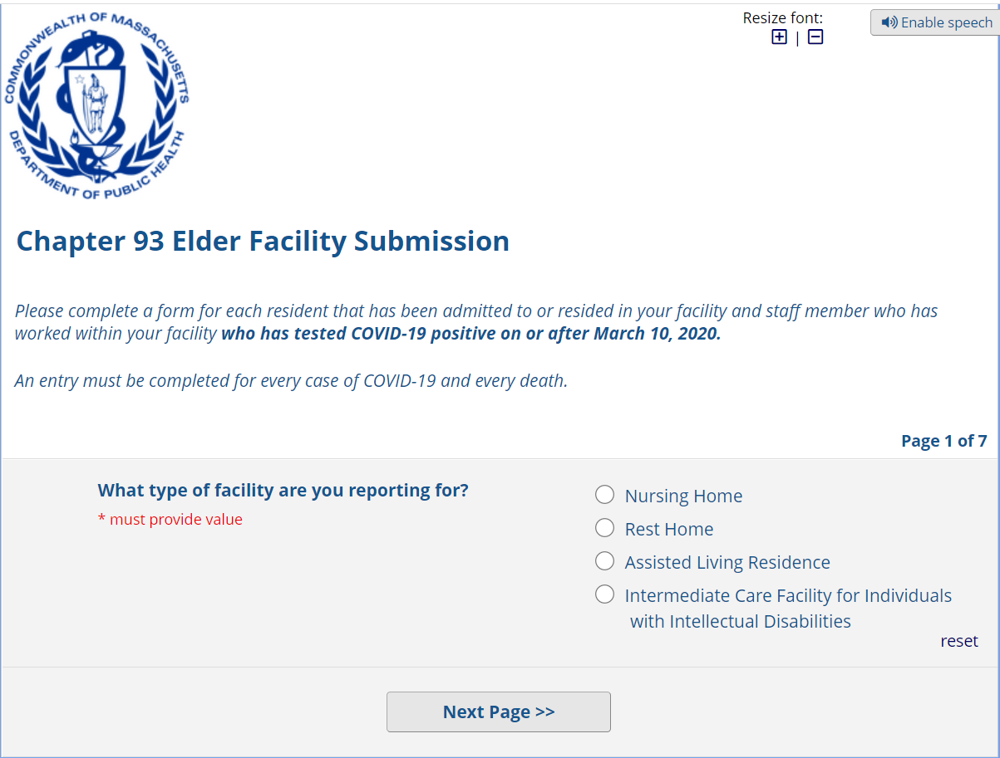 COMMONWEALTH OF MASSACHUSETTS
DEPARTMENT OF PUBLIC HEALTH
Resize font:
+ | -
Enable speech
Chapter 93 Elder Facility Submission
Please complete a form for each resident that has been admitted to or resided in your facility and staff member who has
worked within your facility who has tested COVID-19 positive on or after March 10, 2020.
An entry must be completed for every case of COVID-19 and every death.
Page 1 of 7
What type of facility are you reporting for?
* must provide value
Nursing Home
Rest Home
Assisted Living Residence
Intermediate Care Facility for Individuals
with Intellectual Disabilities
reset
Next Page >>